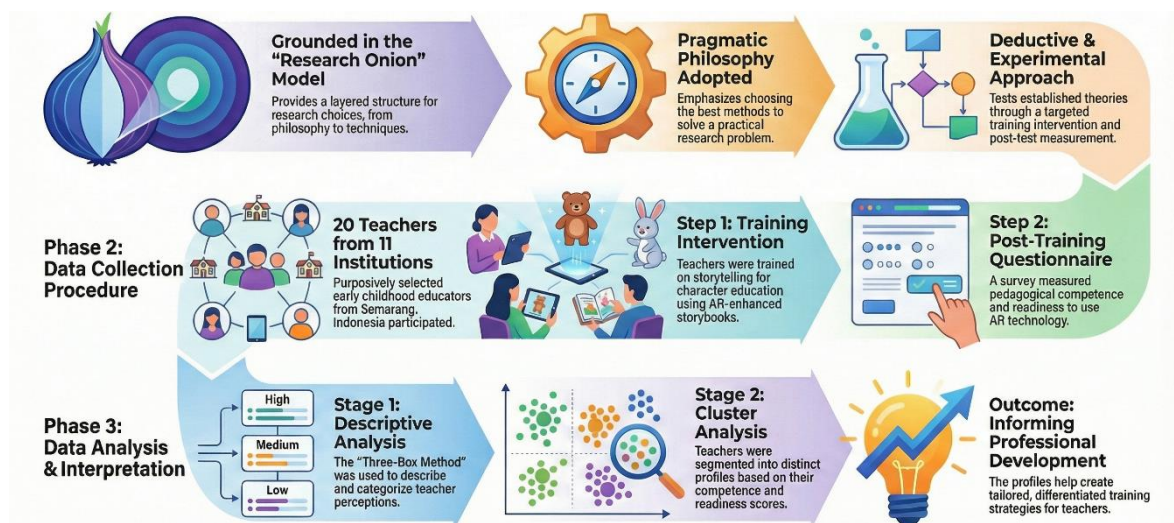 Grounded in the
"Research Onion"
Model
Provides a layered structure for
research choices, from
philosophy to techniques.
Pragmatic
Philosophy
Adopted
Emphasizes choosing
the best methods to
solve a practical
research problem.
Deductive &
Experimental
Approach
Tests established theories
through a targeted
training intervention and
post-test measurement.
Phase 2:
Data Collection
Procedure
20 Teachers
from 11
Institutions
Purposively selected
early childhood educators
from Semarang,
Indonesia participated.
Step 1: Training
Intervention
Teachers were trained
on storytelling for
character education
using AR-enhanced
storybooks.
Step 2:
Post-Training
Questionnaire
A survey measured
pedagogical competence
and readiness to use
AR technology.
Phase 3:
Data Analysis
& Interpretation
High
Medium
Low
Stage 1:
Descriptive
Analysis
The "Three-Box Method"
was used to describe
and categorize teacher
perceptions.
Stage 2:
Cluster
Analysis
Teachers were
segmented into distinct
profiles based on their
competence and
readiness scores.
Outcome:
Informing
Professional
Development
The profiles help create
tailored, differentiated training
strategies for teachers.